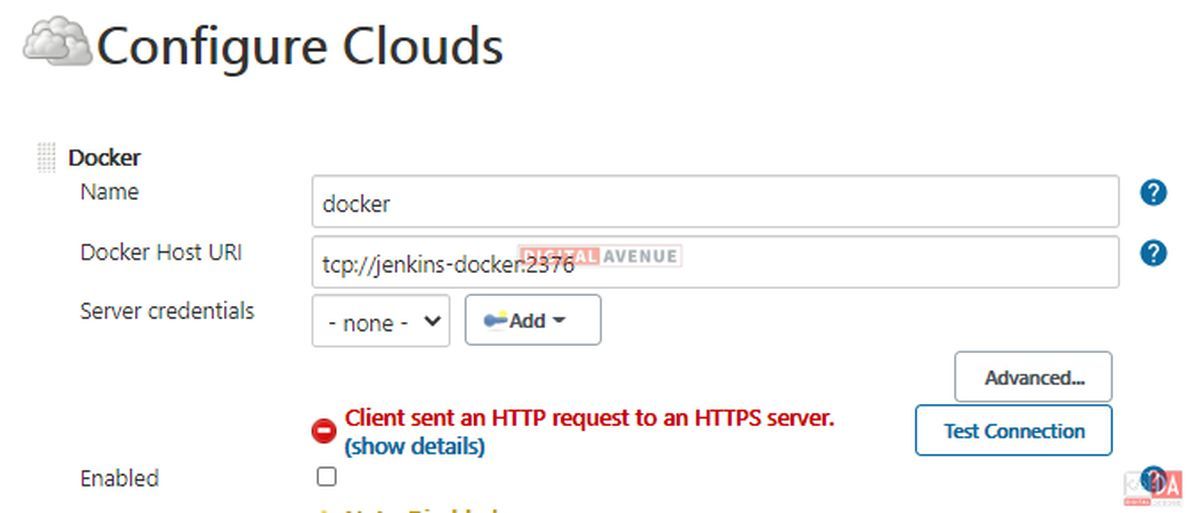 Configure Clouds
Docker
Name
docker
Docker Host URI
tcp://jenkins-docker:2376
DIGITAL AVENUE
Server credentials
- none -
Add
Advanced...
Client sent an HTTP request to an HTTPS server.
(show details)
Test Connection
Enabled
DA